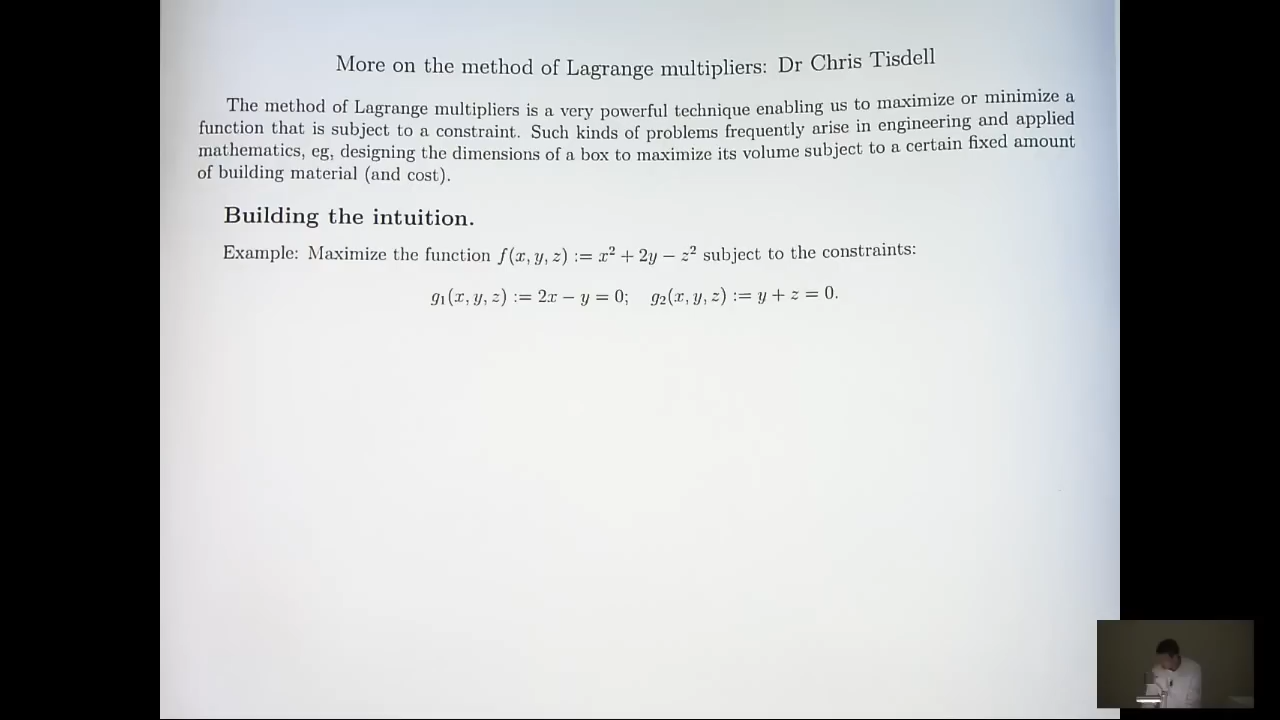 More on the method of Lagrange multipliers: Dr Chris Tisdell
The method of Lagrange multipliers is a very powerful technique enabling us to maximize or minimize a
function that is subject to a constraint. Such kinds of problems frequently arise in engineering and applied
mathematics, eg, designing the dimensions of a box to maximize its volume subject to a certain fixed amount
of building material (and cost).
Building the intuition.
Example: Maximize the function f(x, y, z) := x² + 2y − z² subject to the constraints:
g₁(x, y, z) := 2x − y = 0; g₂(x, y, z) := y + z = 0.